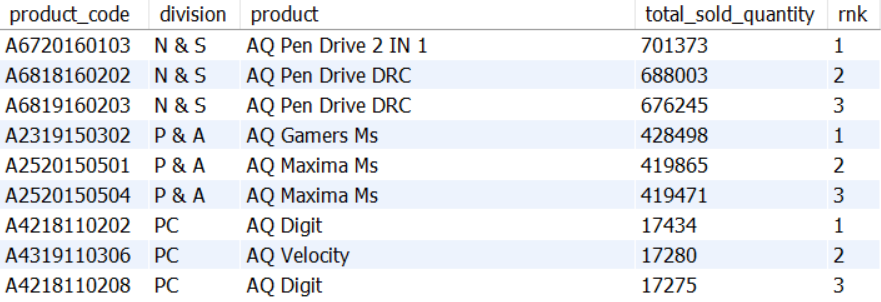 product_code division product total_sold_quantity rnk
A6720160103 N & S AQ Pen Drive 2 IN 1 701373 1
A6818160202 N & S AQ Pen Drive DRC 688003 2
A6819160203 N & S AQ Pen Drive DRC 676245 3
A2319150302 P & A AQ Gamers Ms 428498 1
A2520150501 P & A AQ Maxima Ms 419865 2
A2520150504 P & A AQ Maxima Ms 419471 3
A4218110202 PC AQ Digit 17434 1
A4319110306 PC AQ Velocity 17280 2
A4218110208 PC AQ Digit 17275 3